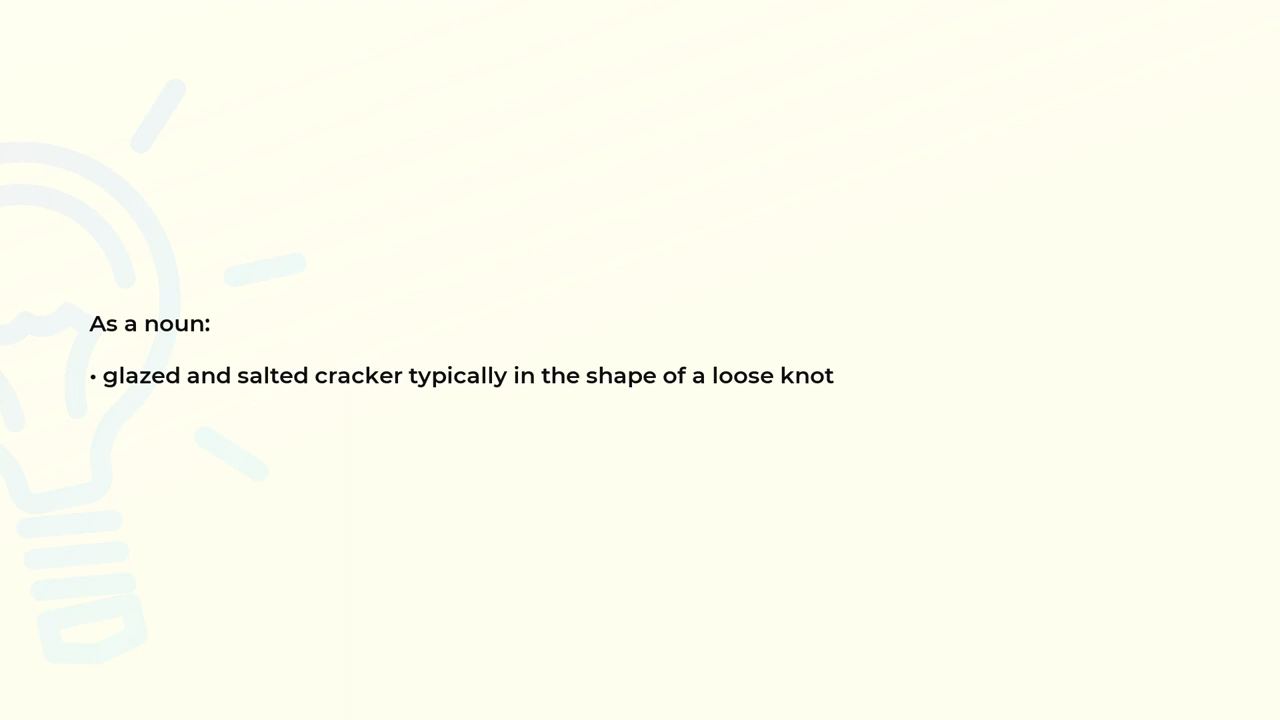 As a noun:
• glazed and salted cracker typically in the shape of a loose knot